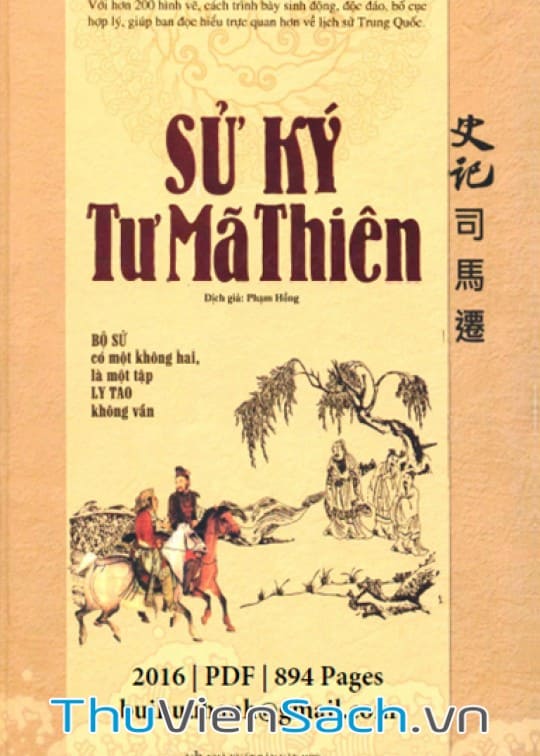 Với hơn 200 hình vẽ, cách trình bày sinh động, độc đáo, bố cục
hợp lý, giúp bạn đọc hiểu trực quan hơn về lịch sử Trung Quốc.
SỬ KÝ
Tư Mã Thiên
Dịch giả: Phạm Hồng
史记
司馬遷
BỘ SỬ
có một không hai,
là một tập
LY TAO
không vần
2016 | PDF | 894 Pages
ThuVienSach.vn